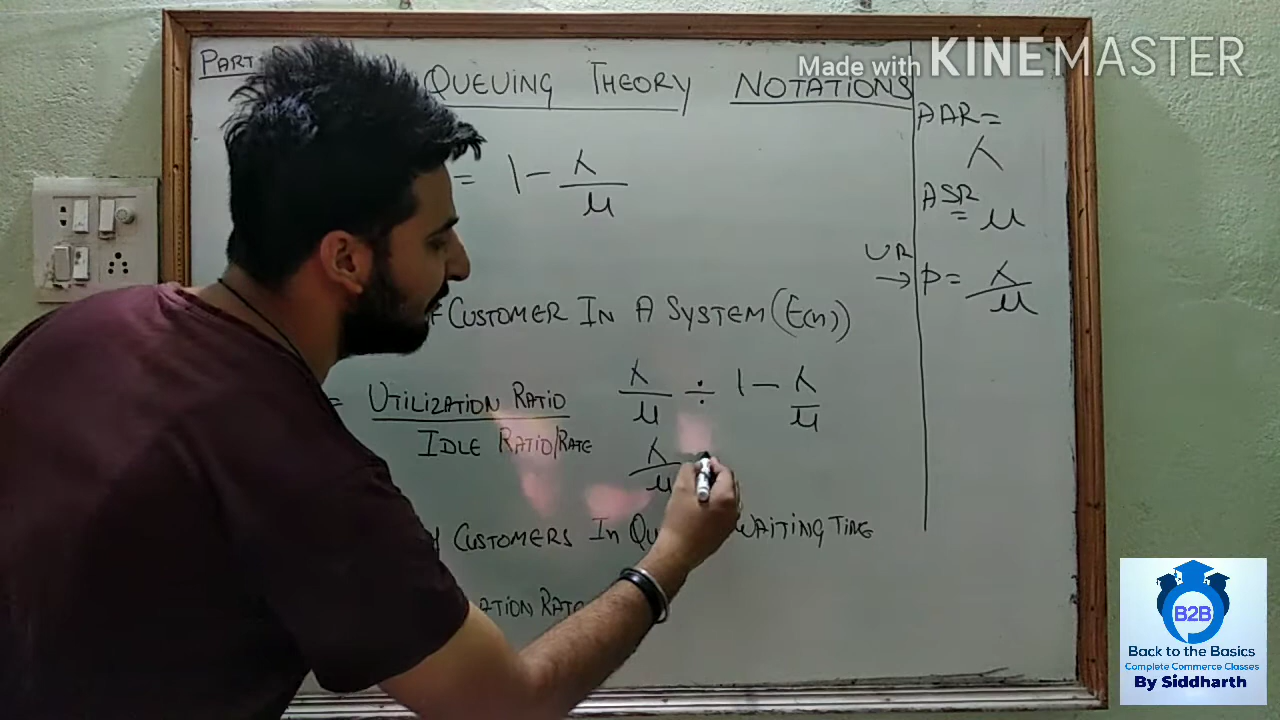 Made with KINEMASTER
PART
QUEUING THEORY NOTATIONS
AAR =
λ
ASR
= μ
UR
→ P = λ/μ
= 1 - λ/μ
CUSTOMER IN A SYSTEM (E(n))
= UTILIZATION RATIO
IDLE RATIO/RATE
λ/μ ÷ 1 - λ/μ
λ/μ
CUSTOMERS IN WAITING TIME
B2B
Back to the Basics
Complete Commerce Classes
By Siddharth